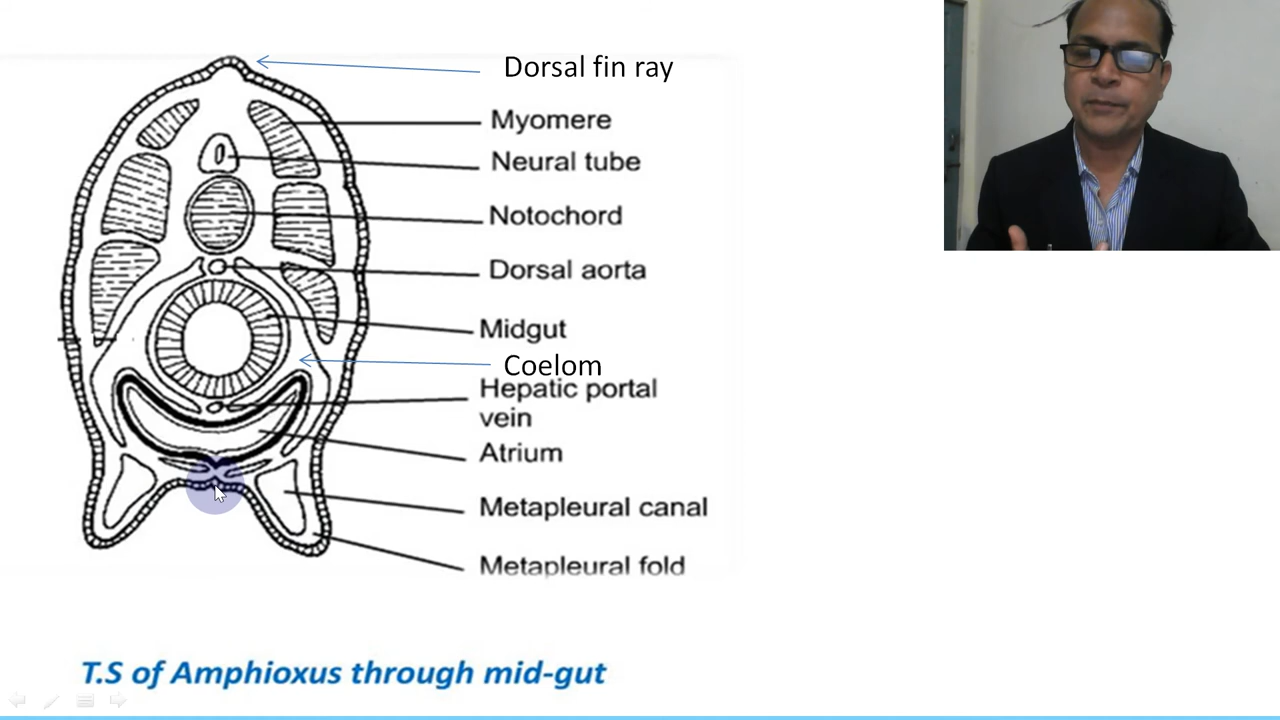 Dorsal fin ray
Myomere
Neural tube
Notochord
Dorsal aorta
Midgut
Coelom
Hepatic portal
vein
Atrium
Metapleural canal
Metapleural fold
T.S of Amphioxus through mid-gut